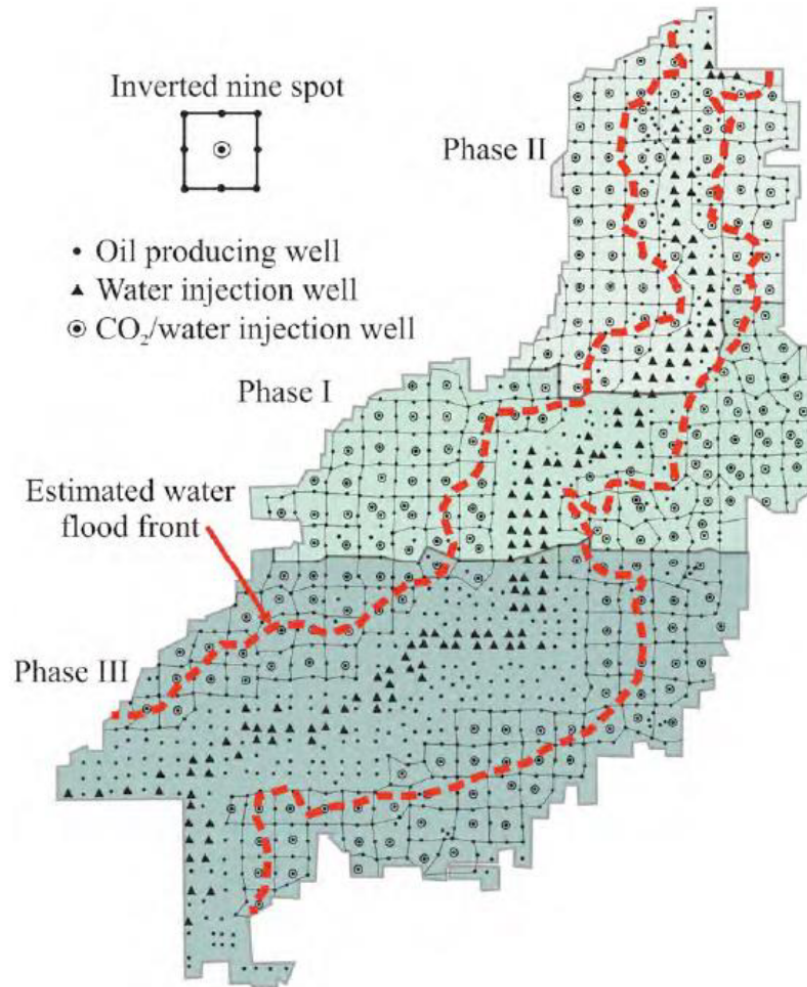 Inverted nine spot
Phase II
• Oil producing well
▲ Water injection well
CO₂/water injection well
Phase I
Estimated water
flood front
Phase III